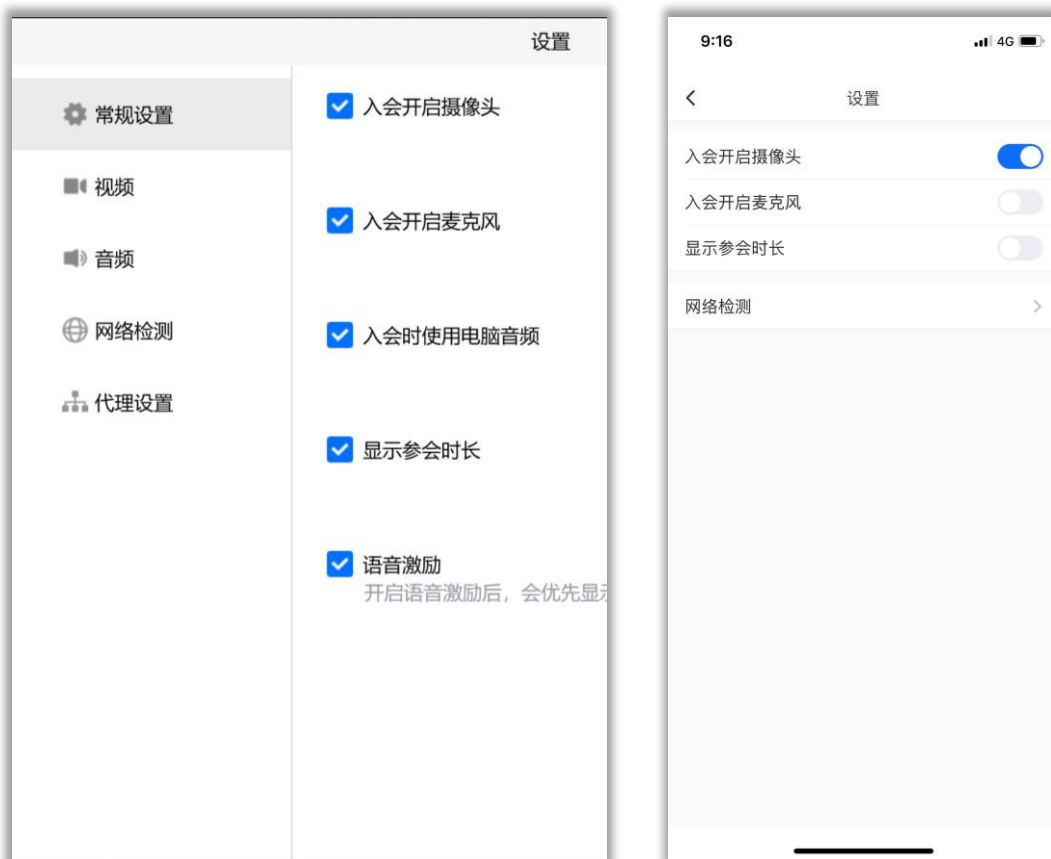 设置
常规设置
视频
音频
网络检测
代理设置
入会开启摄像头
入会开启麦克风
入会时使用电脑音频
显示参会时长
语音激励
开启语音激励后，会优先显
9:16
4G
设置
入会开启摄像头
入会开启麦克风
显示参会时长
网络检测